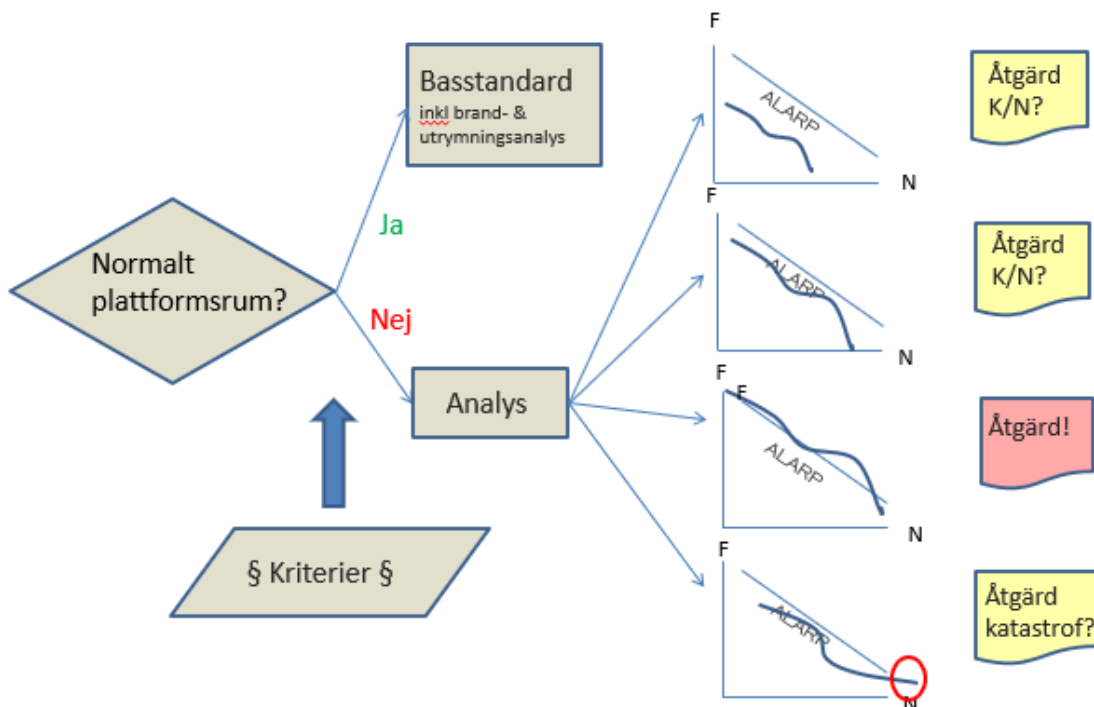 Normalt
plattformsrum?
Ja
Nej
Basstandard
inkl brand- &
utrymningsanalys
Analys
§ Kriterier §
F
ALARP
N
Åtgärd
K/N?
F
ALARP
N
Åtgärd
K/N?
F
F
ALARP
N
Åtgärd!
F
ALARP
N
Åtgärd
katastrof?